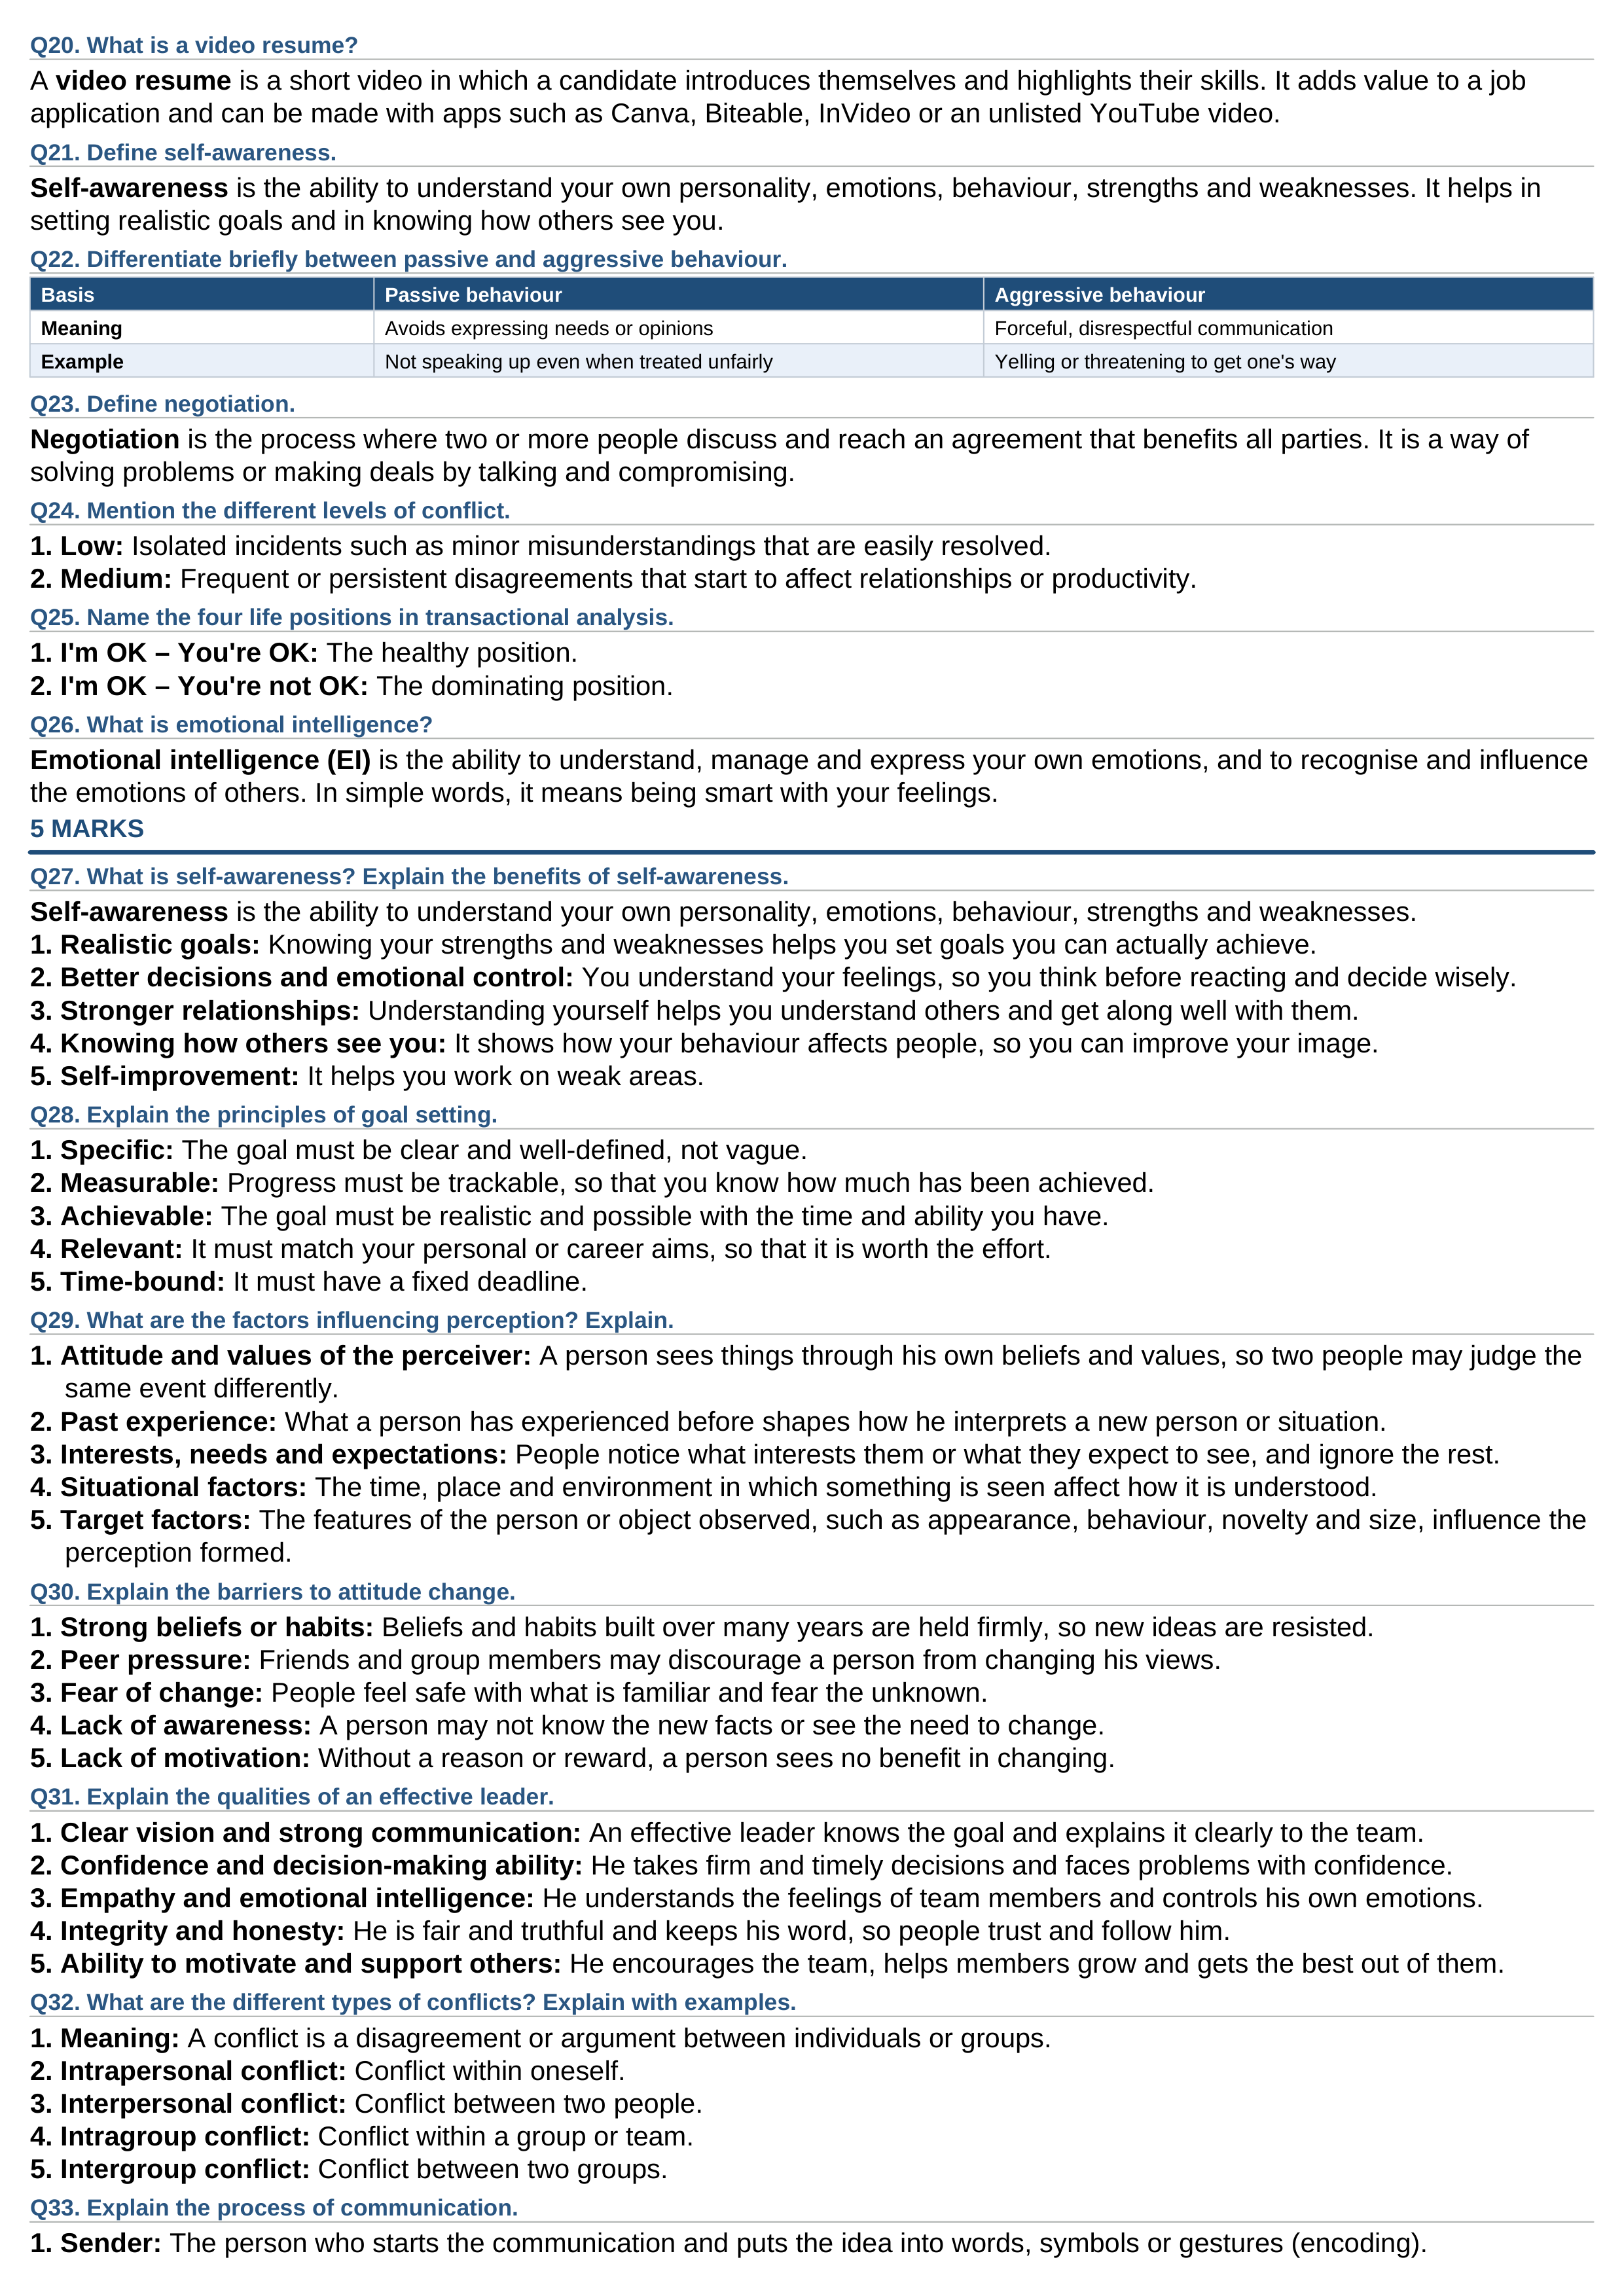 Q20. What is a video resume?
A video resume is a short video in which a candidate introduces themselves and highlights their skills. It adds value to a job
application and can be made with apps such as Canva, Biteable, InVideo or an unlisted YouTube video.
Q21. Define self-awareness.
Self-awareness is the ability to understand your own personality, emotions, behaviour, strengths and weaknesses. It helps in
setting realistic goals and in knowing how others see you.
Q22. Differentiate briefly between passive and aggressive behaviour.
Basis Passive behaviour Aggressive behaviour
Meaning Avoids expressing needs or opinions Forceful, disrespectful communication
Example Not speaking up even when treated unfairly Yelling or threatening to get one's way
Q23. Define negotiation.
Negotiation is the process where two or more people discuss and reach an agreement that benefits all parties. It is a way of
solving problems or making deals by talking and compromising.
Q24. Mention the different levels of conflict.
1. Low: Isolated incidents such as minor misunderstandings that are easily resolved.
2. Medium: Frequent or persistent disagreements that start to affect relationships or productivity.
Q25. Name the four life positions in transactional analysis.
1. I'm OK – You're OK: The healthy position.
2. I'm OK – You're not OK: The dominating position.
Q26. What is emotional intelligence?
Emotional intelligence (EI) is the ability to understand, manage and express your own emotions, and to recognise and influence
the emotions of others. In simple words, it means being smart with your feelings.
5 MARKS
Q27. What is self-awareness? Explain the benefits of self-awareness.
Self-awareness is the ability to understand your own personality, emotions, behaviour, strengths and weaknesses.
1. Realistic goals: Knowing your strengths and weaknesses helps you set goals you can actually achieve.
2. Better decisions and emotional control: You understand your feelings, so you think before reacting and decide wisely.
3. Stronger relationships: Understanding yourself helps you understand others and get along well with them.
4. Knowing how others see you: It shows how your behaviour affects people, so you can improve your image.
5. Self-improvement: It helps you work on weak areas.
Q28. Explain the principles of goal setting.
1. Specific: The goal must be clear and well-defined, not vague.
2. Measurable: Progress must be trackable, so that you know how much has been achieved.
3. Achievable: The goal must be realistic and possible with the time and ability you have.
4. Relevant: It must match your personal or career aims, so that it is worth the effort.
5. Time-bound: It must have a fixed deadline.
Q29. What are the factors influencing perception? Explain.
1. Attitude and values of the perceiver: A person sees things through his own beliefs and values, so two people may judge the
same event differently.
2. Past experience: What a person has experienced before shapes how he interprets a new person or situation.
3. Interests, needs and expectations: People notice what interests them or what they expect to see, and ignore the rest.
4. Situational factors: The time, place and environment in which something is seen affect how it is understood.
5. Target factors: The features of the person or object observed, such as appearance, behaviour, novelty and size, influence the
perception formed.
Q30. Explain the barriers to attitude change.
1. Strong beliefs or habits: Beliefs and habits built over many years are held firmly, so new ideas are resisted.
2. Peer pressure: Friends and group members may discourage a person from changing his views.
3. Fear of change: People feel safe with what is familiar and fear the unknown.
4. Lack of awareness: A person may not know the new facts or see the need to change.
5. Lack of motivation: Without a reason or reward, a person sees no benefit in changing.
Q31. Explain the qualities of an effective leader.
1. Clear vision and strong communication: An effective leader knows the goal and explains it clearly to the team.
2. Confidence and decision-making ability: He takes firm and timely decisions and faces problems with confidence.
3. Empathy and emotional intelligence: He understands the feelings of team members and controls his own emotions.
4. Integrity and honesty: He is fair and truthful and keeps his word, so people trust and follow him.
5. Ability to motivate and support others: He encourages the team, helps members grow and gets the best out of them.
Q32. What are the different types of conflicts? Explain with examples.
1. Meaning: A conflict is a disagreement or argument between individuals or groups.
2. Intrapersonal conflict: Conflict within oneself.
3. Interpersonal conflict: Conflict between two people.
4. Intragroup conflict: Conflict within a group or team.
5. Intergroup conflict: Conflict between two groups.
Q33. Explain the process of communication.
1. Sender: The person who starts the communication and puts the idea into words, symbols or gestures (encoding).